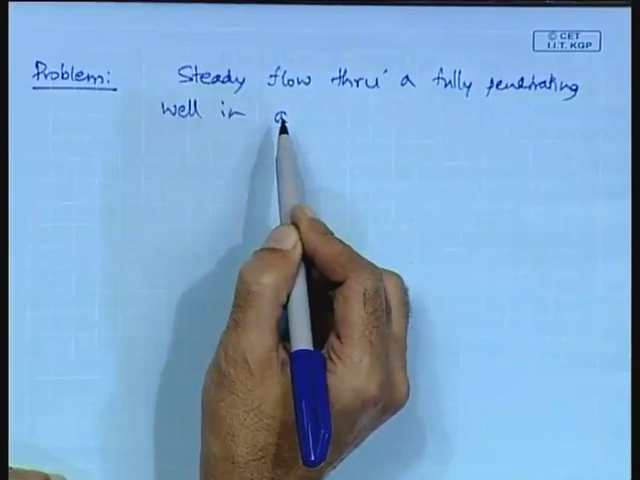 © CET
I.I.T. KGP
Problem: Steady flow thru' a fully penetrating
well in a